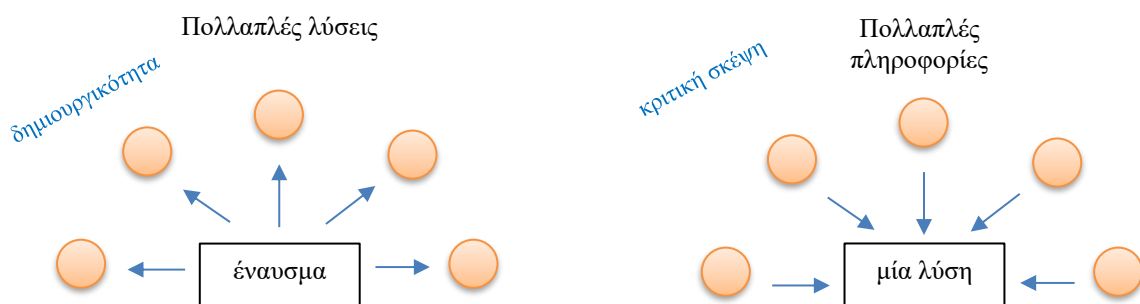 Πολλαπλές λύσεις
δημιουργικότητα
έναυσμα
Πολλαπλές
πληροφορίες
κριτική σκέψη
μία λύση